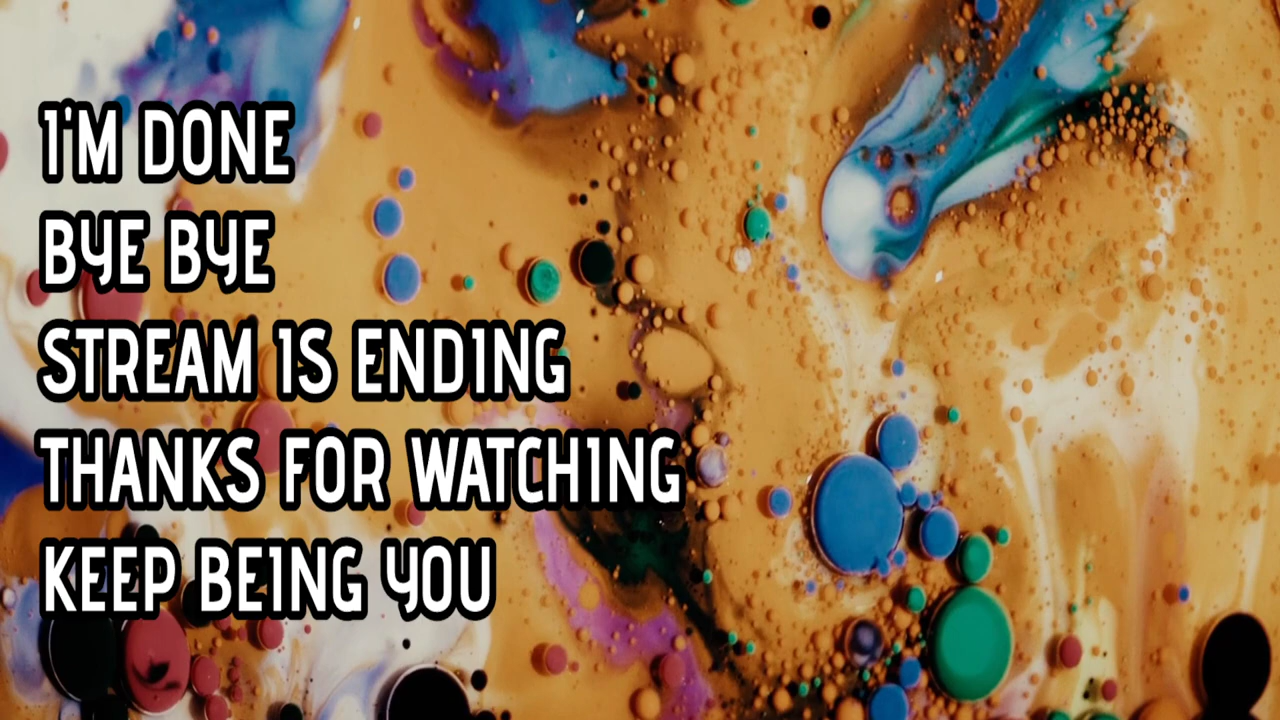 I'M DONE
BYE BYE
STREAM IS ENDING
THANKS FOR WATCHING
KEEP BEING YOU